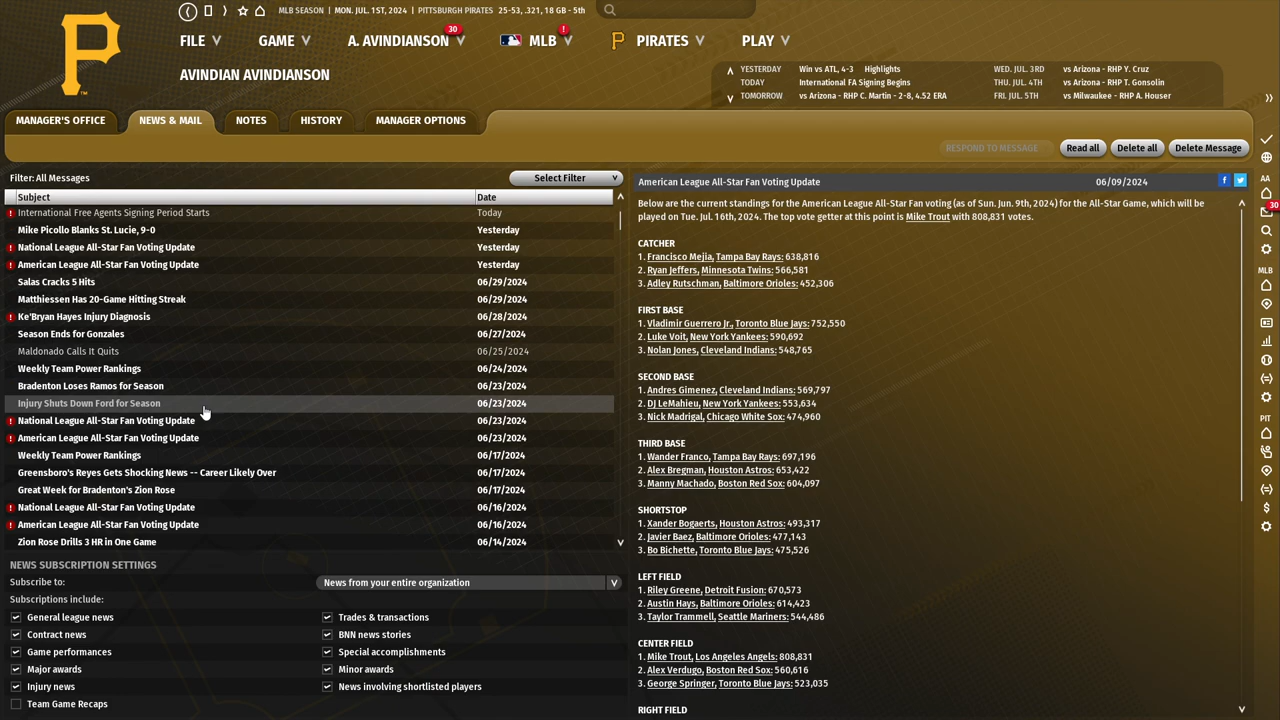 MLB SEASON | MON. JUL. 1ST, 2024 | PITTSBURGH PIRATES 25-53, .321, 18 GB - 5th
FILE GAME A. AVINDIANSON 30 MLB ! PIRATES PLAY
AVINDIAN AVINDIANSON
YESTERDAY Win vs ATL, 4-3 Highlights WED. JUL. 3RD vs Arizona - RHP Y. Cruz
TODAY International FA Signing Begins THU. JUL. 4TH vs Arizona - RHP T. Gonsolin
TOMORROW vs Arizona - RHP C. Martin - 2-8, 4.52 ERA FRI. JUL. 5TH vs Milwaukee - RHP A. Houser
MANAGER'S OFFICE NEWS & MAIL NOTES HISTORY MANAGER OPTIONS
RESPOND TO MESSAGE Read all Delete all Delete Message
Filter: All Messages Select Filter
Subject Date
International Free Agents Signing Period Starts Today
Mike Picollo Blanks St. Lucie, 9-0 Yesterday
National League All-Star Fan Voting Update Yesterday
American League All-Star Fan Voting Update Yesterday
Salas Cracks 5 Hits 06/29/2024
Matthiessen Has 20-Game Hitting Streak 06/29/2024
Ke'Bryan Hayes Injury Diagnosis 06/28/2024
Season Ends for Gonzales 06/27/2024
Maldonado Calls It Quits 06/25/2024
Weekly Team Power Rankings 06/24/2024
Bradenton Loses Ramos for Season 06/23/2024
Injury Shuts Down Ford for Season 06/23/2024
National League All-Star Fan Voting Update 06/23/2024
American League All-Star Fan Voting Update 06/23/2024
Weekly Team Power Rankings 06/17/2024
Greensboro's Reyes Gets Shocking News -- Career Likely Over 06/17/2024
Great Week for Bradenton's Zion Rose 06/17/2024
National League All-Star Fan Voting Update 06/16/2024
American League All-Star Fan Voting Update 06/16/2024
Zion Rose Drills 3 HR in One Game 06/14/2024
NEWS SUBSCRIPTION SETTINGS
Subscribe to: News from your entire organization
Subscriptions include:
General league news Trades & transactions
Contract news BNN news stories
Game performances Special accomplishments
Major awards Minor awards
Injury news News involving shortlisted players
Team Game Recaps
American League All-Star Fan Voting Update 06/09/2024
Below are the current standings for the American League All-Star Fan voting (as of Sun. Jun. 9th, 2024) for the All-Star Game, which will be
played on Tue. Jul. 16th, 2024. The top vote getter at this point is Mike Trout with 808,831 votes.
CATCHER
1. Francisco Mejia, Tampa Bay Rays: 638,816
2. Ryan Jeffers, Minnesota Twins: 566,581
3. Adley Rutschman, Baltimore Orioles: 452,306
FIRST BASE
1. Vladimir Guerrero Jr., Toronto Blue Jays: 752,550
2. Luke Voit, New York Yankees: 590,692
3. Nolan Jones, Cleveland Indians: 548,765
SECOND BASE
1. Andres Gimenez, Cleveland Indians: 569,797
2. DJ LeMahieu, New York Yankees: 553,634
3. Nick Madrigal, Chicago White Sox: 474,960
THIRD BASE
1. Wander Franco, Tampa Bay Rays: 697,196
2. Alex Bregman, Houston Astros: 653,422
3. Manny Machado, Boston Red Sox: 604,097
SHORTSTOP
1. Xander Bogaerts, Houston Astros: 493,317
2. Javier Baez, Baltimore Orioles: 477,143
3. Bo Bichette, Toronto Blue Jays: 475,526
LEFT FIELD
1. Riley Greene, Detroit Fusion: 670,573
2. Austin Hays, Baltimore Orioles: 614,423
3. Taylor Trammell, Seattle Mariners: 544,486
CENTER FIELD
1. Mike Trout, Los Angeles Angels: 808,831
2. Alex Verdugo, Boston Red Sox: 560,616
3. George Springer, Toronto Blue Jays: 523,035
RIGHT FIELD
AA
30
MLB
PIT